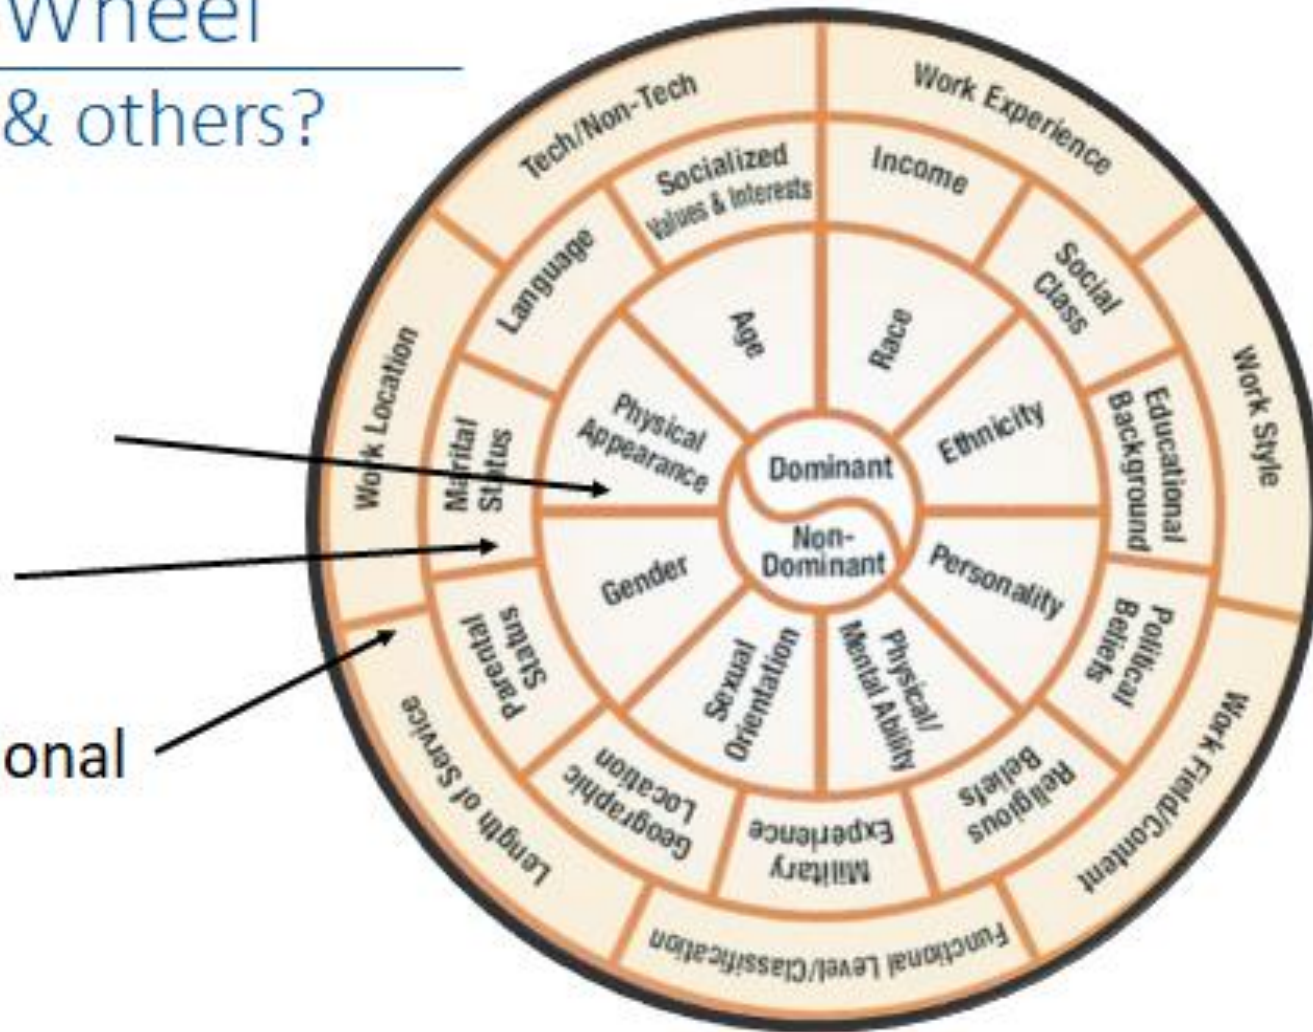 Wheel
& others?
onal
Tech/Non-Tech
Work Experience
Work Style
Work Field/Content
Functional Level/Classification
Length of Service
Work Location
Socialized
Values & Interests
Income
Social
Class
Educational
Background
Political
Beliefs
Religious
Beliefs
Military
Experience
Geographic
Location
Parental
Status
Marital
Status
Language
Age
Race
Ethnicity
Personality
Physical/
Mental Ability
Sexual
Orientation
Gender
Physical
Appearance
Dominant
Non-
Dominant